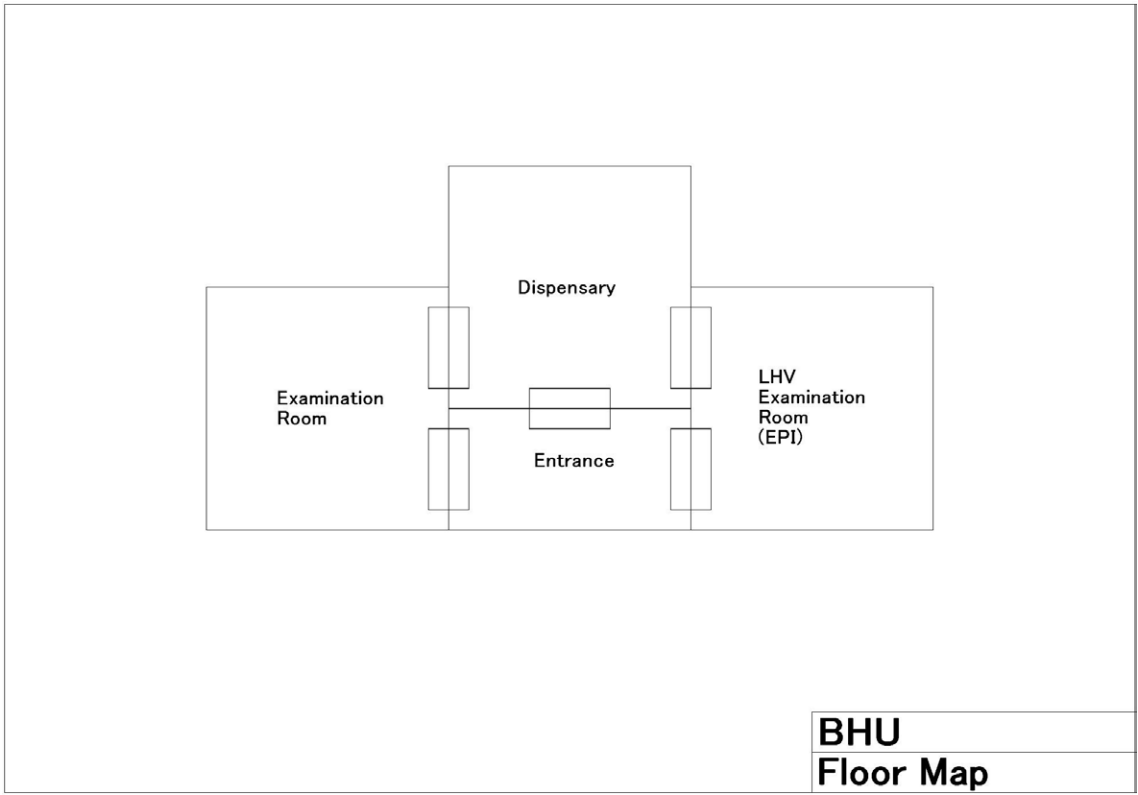 Dispensary
Examination
Room
LHV
Examination
Room
(EPI)
Entrance
BHU
Floor Map